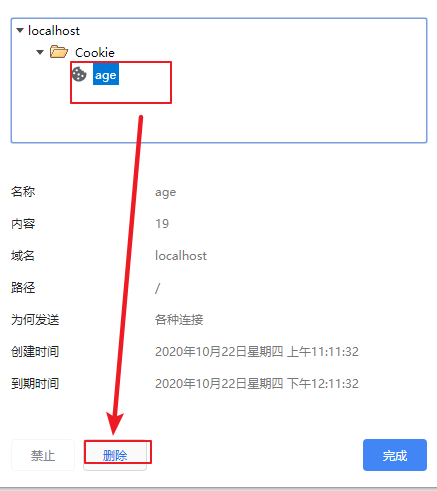 localhost
Cookie
age
名称 age
内容 19
域名 localhost
路径 /
为何发送 各种连接
创建时间 2020年10月22日星期四 上午11:11:32
到期时间 2020年10月22日星期四 下午12:11:32
禁止 删除 完成